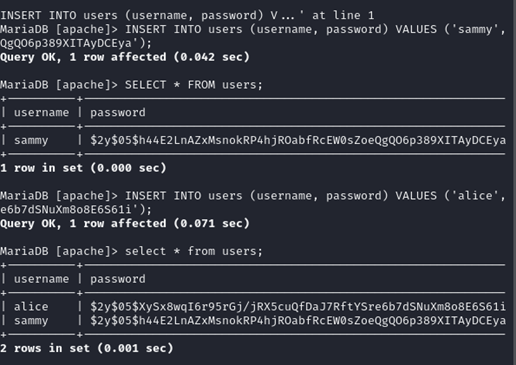 INSERT INTO users (username, password) V...' at line 1
MariaDB [apache]> INSERT INTO users (username, password) VALUES ('sammy',
QgQO6p389XITAyDCEya');
Query OK, 1 row affected (0.042 sec)
MariaDB [apache]> SELECT * FROM users;
| username | password
| sammy | $2y$05$h44E2LnAZxMsnokRP4hjROabfRcEW0sZoeQgQO6p389XITAyDCEya
1 row in set (0.000 sec)
MariaDB [apache]> INSERT INTO users (username, password) VALUES ('alice',
e6b7dSNuXm8o8E6S61i');
Query OK, 1 row affected (0.071 sec)
MariaDB [apache]> select * from users;
| username | password
| alice | $2y$05$XySx8wqI6r95rGj/jRX5cuQfDaJ7RftYSre6b7dSNuXm8o8E6S61i
| sammy | $2y$05$h44E2LnAZxMsnokRP4hjROabfRcEW0sZoeQgQO6p389XITAyDCEya
2 rows in set (0.001 sec)